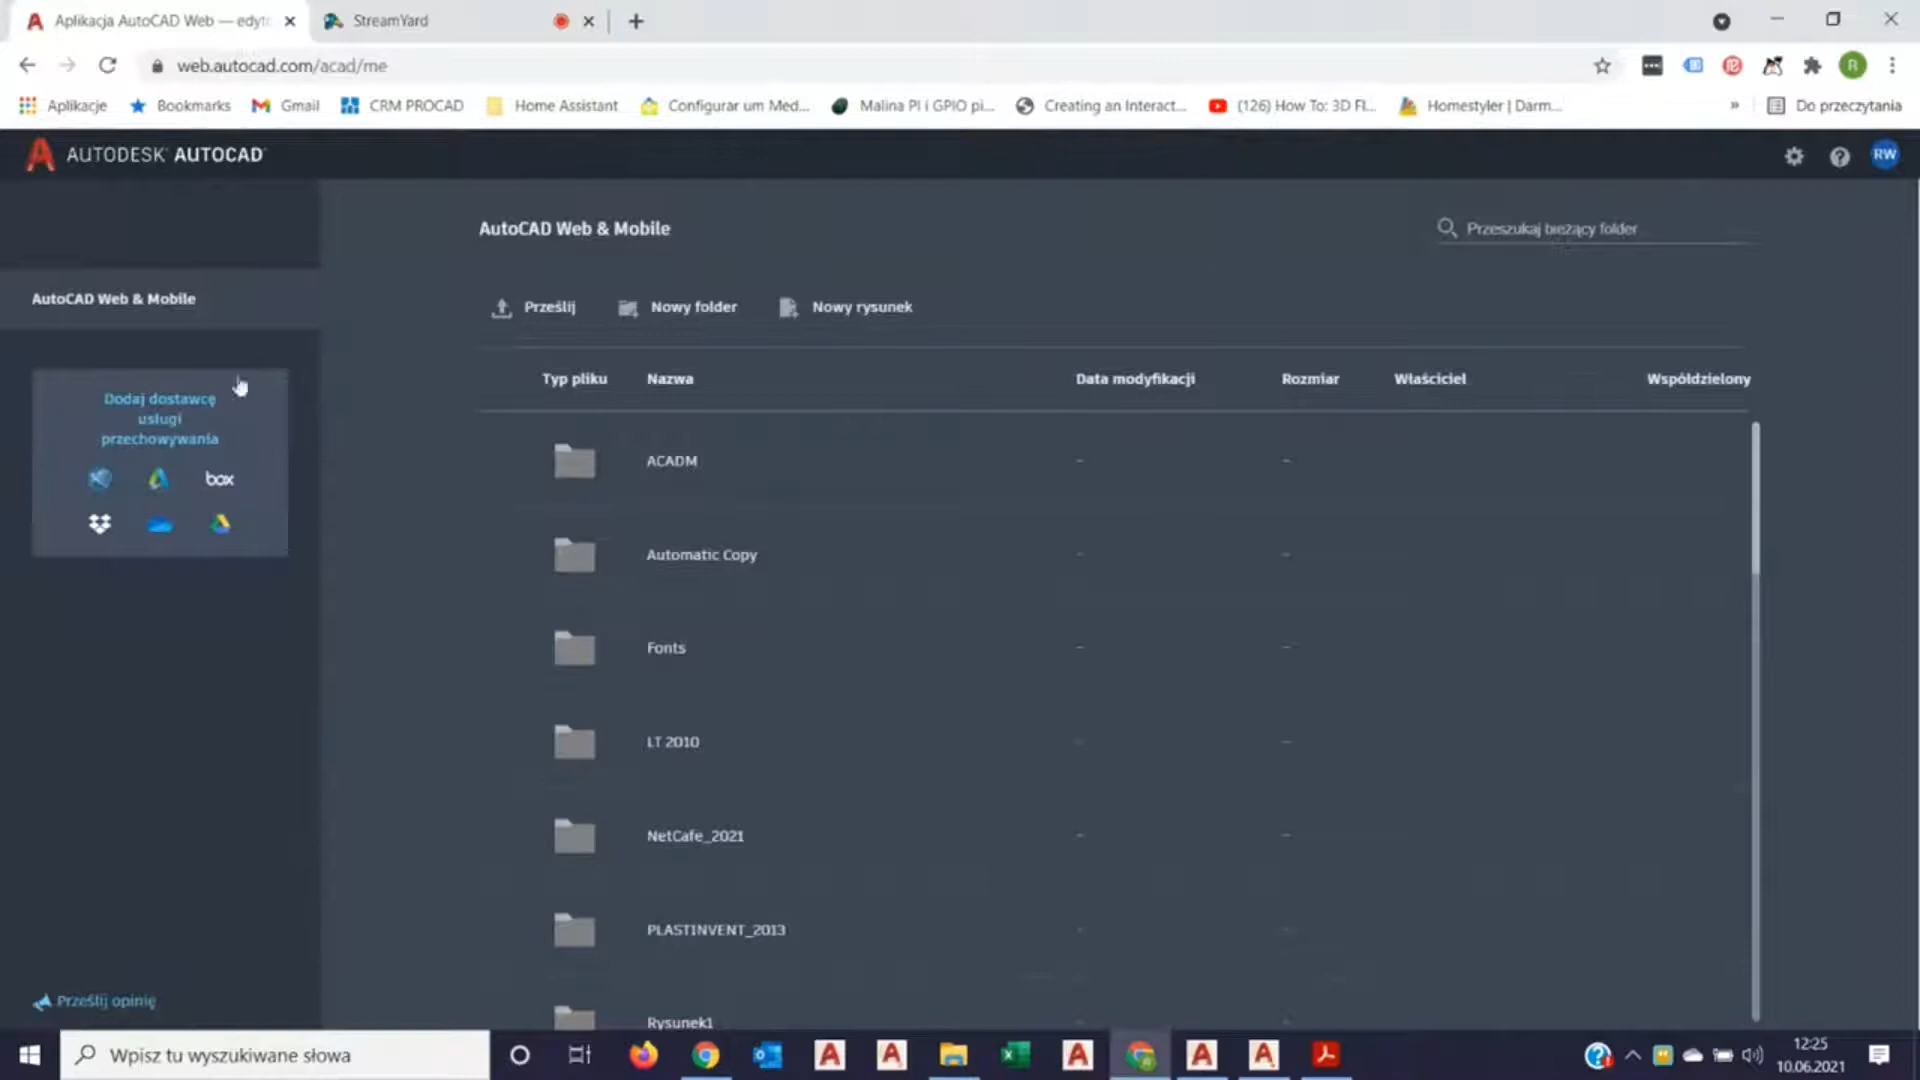 Aplikacja AutoCAD Web — edyt
StreamYard
web.autocad.com/acad/me
R
Aplikacje
Bookmarks
Gmail
CRM PROCAD
Home Assistant
Configurar um Med...
Malina PI i GPIO pi...
Creating an Interact...
(126) How To: 3D Fl...
Homestyler | Darm...
»
Do przeczytania
AUTODESK AUTOCAD
RW
AutoCAD Web & Mobile
Przeszukaj bieżący folder
AutoCAD Web & Mobile
Prześlij
Nowy folder
Nowy rysunek
Typ pliku
Nazwa
Data modyfikacji
Rozmiar
Właściciel
Współdzielony
Dodaj dostawcę
usługi
przechowywania
box
ACADM
Automatic Copy
Fonts
LT 2010
NetCafe_2021
PLASTINVENT_2013
Rysunek1
Prześlij opinię
Wpisz tu wyszukiwane słowa
12:25
10.06.2021